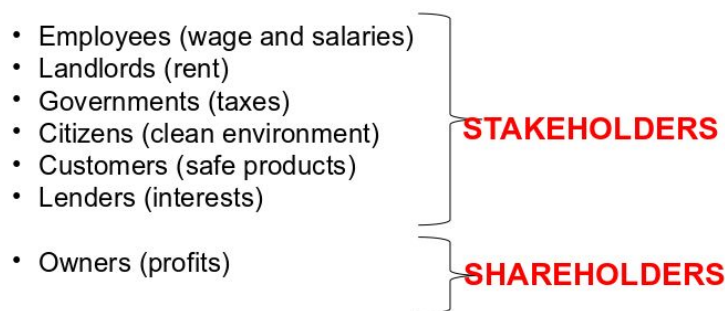 • Employees (wage and salaries)
• Landlords (rent)
• Governments (taxes)
• Citizens (clean environment)
• Customers (safe products)
• Lenders (interests)
STAKEHOLDERS
• Owners (profits)
SHAREHOLDERS